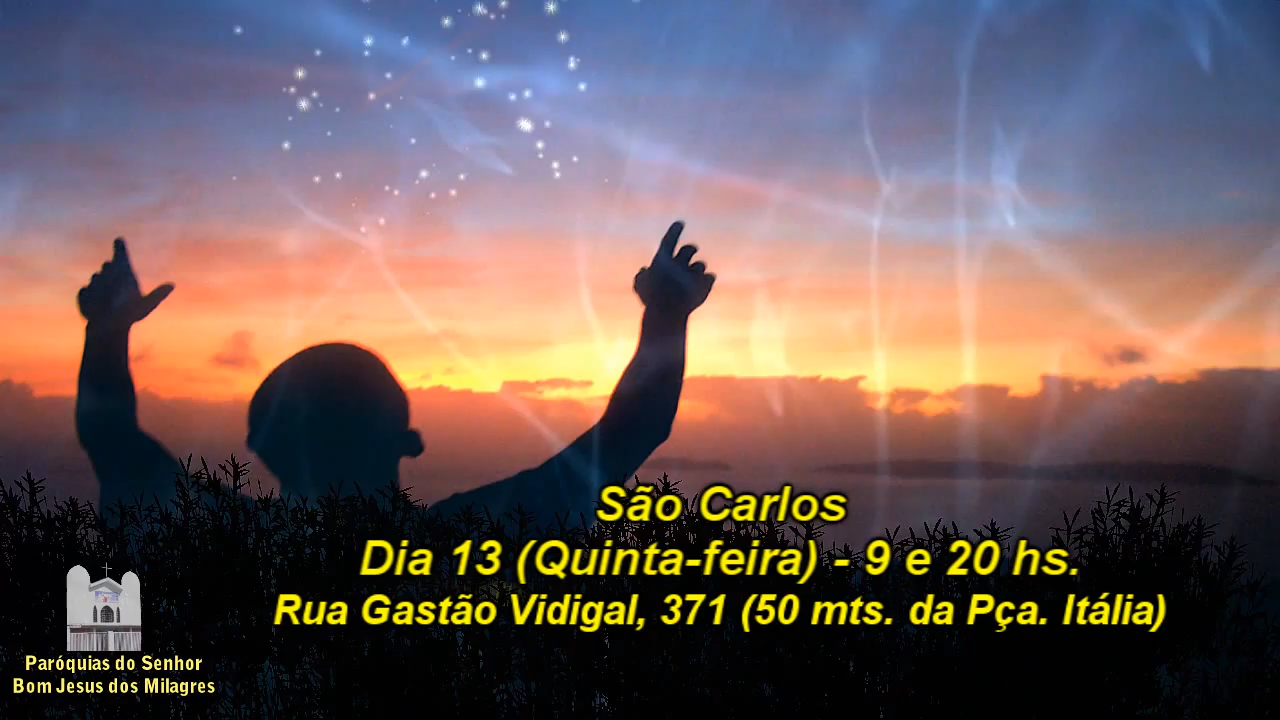 São Carlos
Dia 13 (Quinta-feira) - 9 e 20 hs.
Rua Gastão Vidigal, 371 (50 mts. da Pça. Itália)
Paróquias do Senhor
Bom Jesus dos Milagres